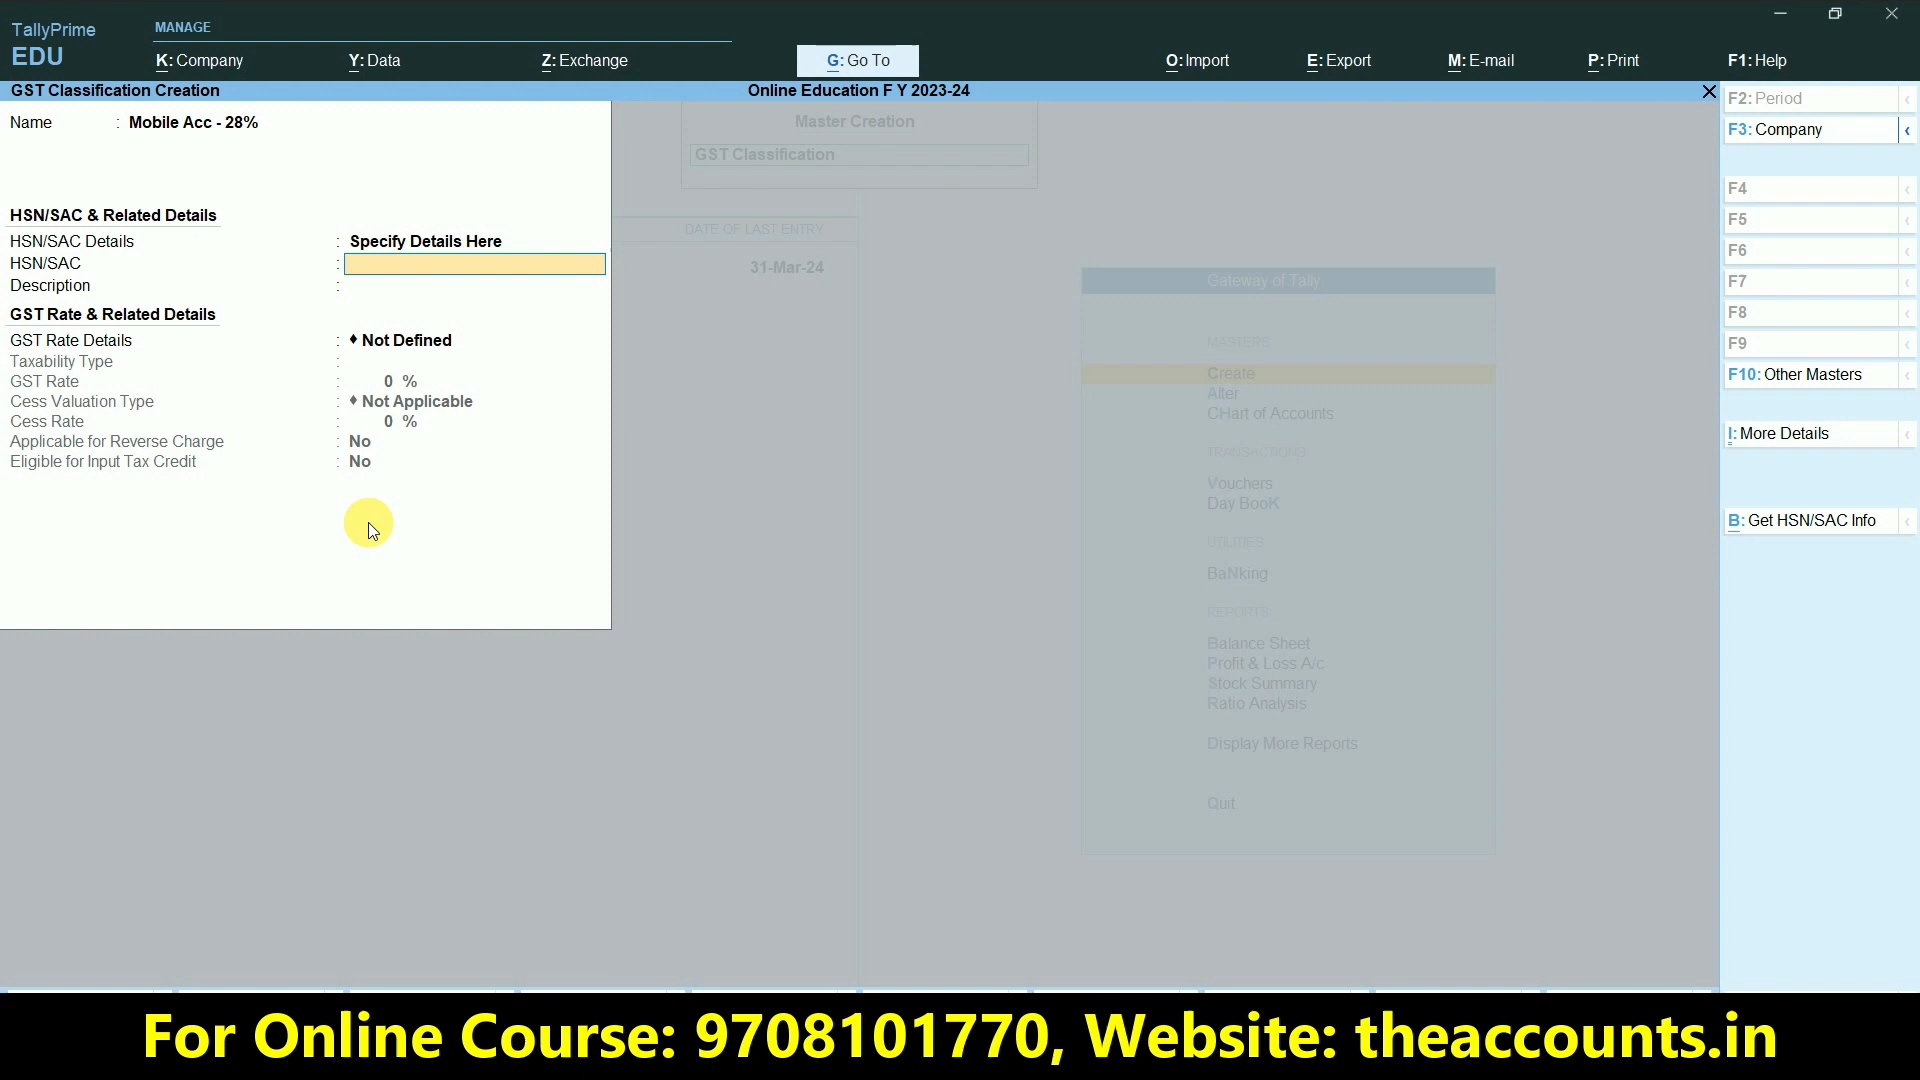 TallyPrime
EDU
MANAGE
K: Company
Y: Data
Z: Exchange
G: Go To
O: Import
E: Export
M: E-mail
P: Print
F1: Help
GST Classification Creation
Online Education F Y 2023-24
Name : Mobile Acc - 28%
HSN/SAC & Related Details
HSN/SAC Details : Specify Details Here
HSN/SAC :
Description :
GST Rate & Related Details
GST Rate Details : ♦ Not Defined
Taxability Type :
GST Rate : 0 %
Cess Valuation Type : ♦ Not Applicable
Cess Rate : 0 %
Applicable for Reverse Charge : No
Eligible for Input Tax Credit : No
Master Creation
GST Classification
DATE OF LAST ENTRY
31-Mar-24
Gateway of Tally
MASTERS
Create
Alter
CHart of Accounts
TRANSACTIONS
Vouchers
Day BooK
UTILITIES
BaNking
REPORTS
Balance Sheet
Profit & Loss A/c
Stock Summary
Ratio Analysis
Display More Reports
Quit
F2: Period
F3: Company
F4
F5
F6
F7
F8
F9
F10: Other Masters
I: More Details
B: Get HSN/SAC Info
For Online Course: 9708101770, Website: theaccounts.in